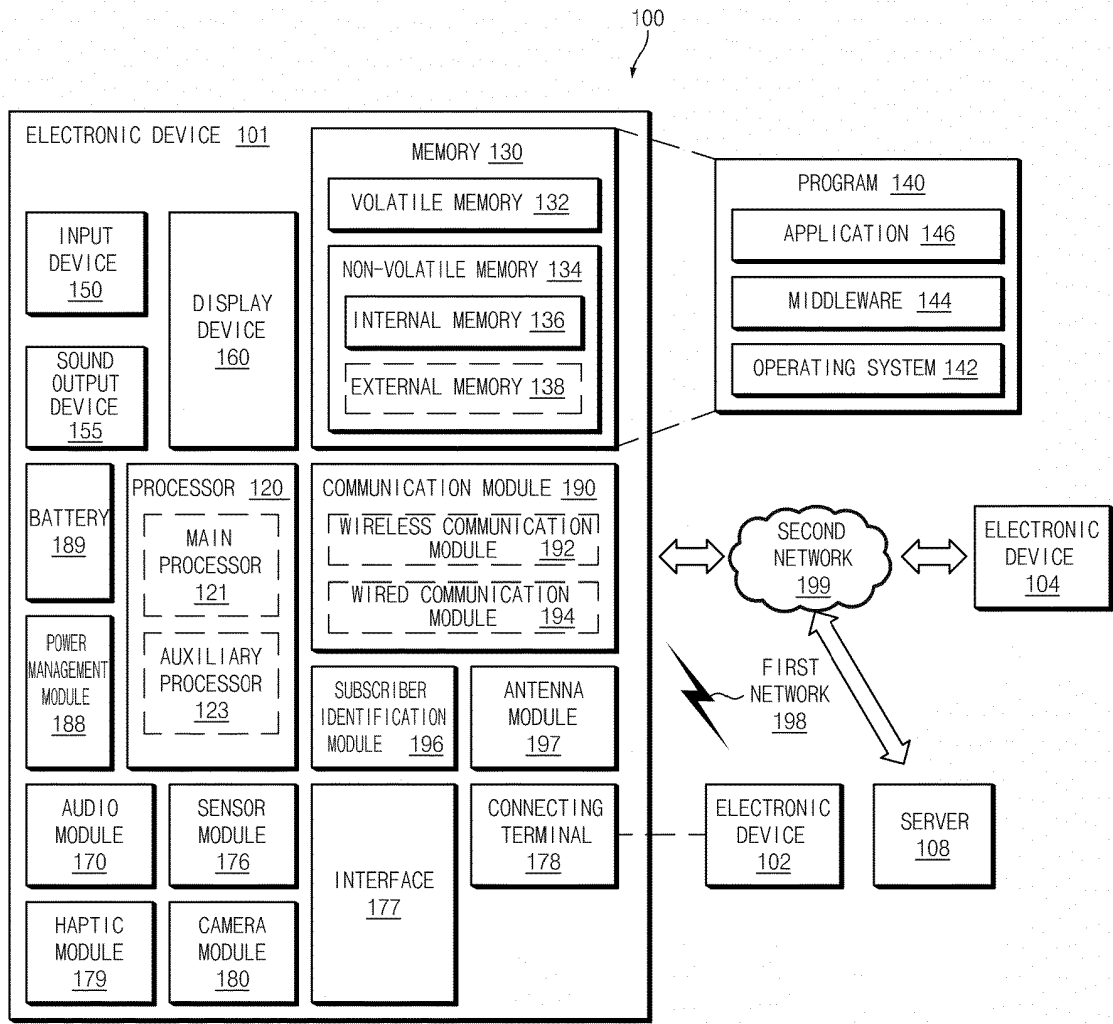 100
ELECTRONIC DEVICE 101
MEMORY 130
VOLATILE MEMORY 132
NON-VOLATILE MEMORY 134
INTERNAL MEMORY 136
EXTERNAL MEMORY 138
PROGRAM 140
APPLICATION 146
MIDDLEWARE 144
OPERATING SYSTEM 142
INPUT
DEVICE
150
SOUND
OUTPUT
DEVICE
155
DISPLAY
DEVICE
160
BATTERY
189
POWER
MANAGEMENT
MODULE
188
PROCESSOR 120
MAIN
PROCESSOR
121
AUXILIARY
PROCESSOR
123
COMMUNICATION MODULE 190
WIRELESS COMMUNICATION
MODULE 192
WIRED COMMUNICATION
MODULE 194
SUBSCRIBER
IDENTIFICATION
MODULE 196
ANTENNA
MODULE
197
SECOND
NETWORK
199
ELECTRONIC
DEVICE
104
FIRST
NETWORK
198
AUDIO
MODULE
170
SENSOR
MODULE
176
INTERFACE
177
CONNECTING
TERMINAL
178
ELECTRONIC
DEVICE
102
SERVER
108
HAPTIC
MODULE
179
CAMERA
MODULE
180